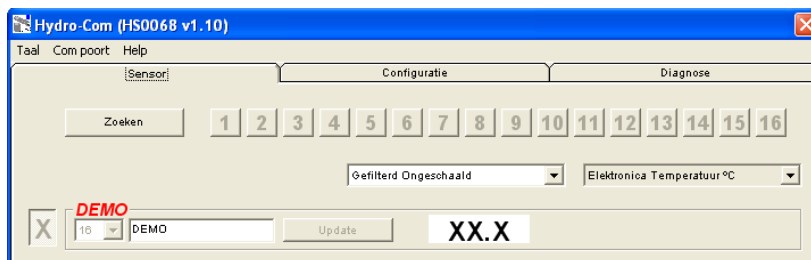 Hydro-Com (HS0068 v1.10)
Taal Com poort Help
Sensor Configuratie Diagnose
Zoeken 1 2 3 4 5 6 7 8 9 10 11 12 13 14 15 16
Gefilterd Ongeschaald Elektronica Temperatuur ºC
DEMO
X 16 DEMO Update XX.X